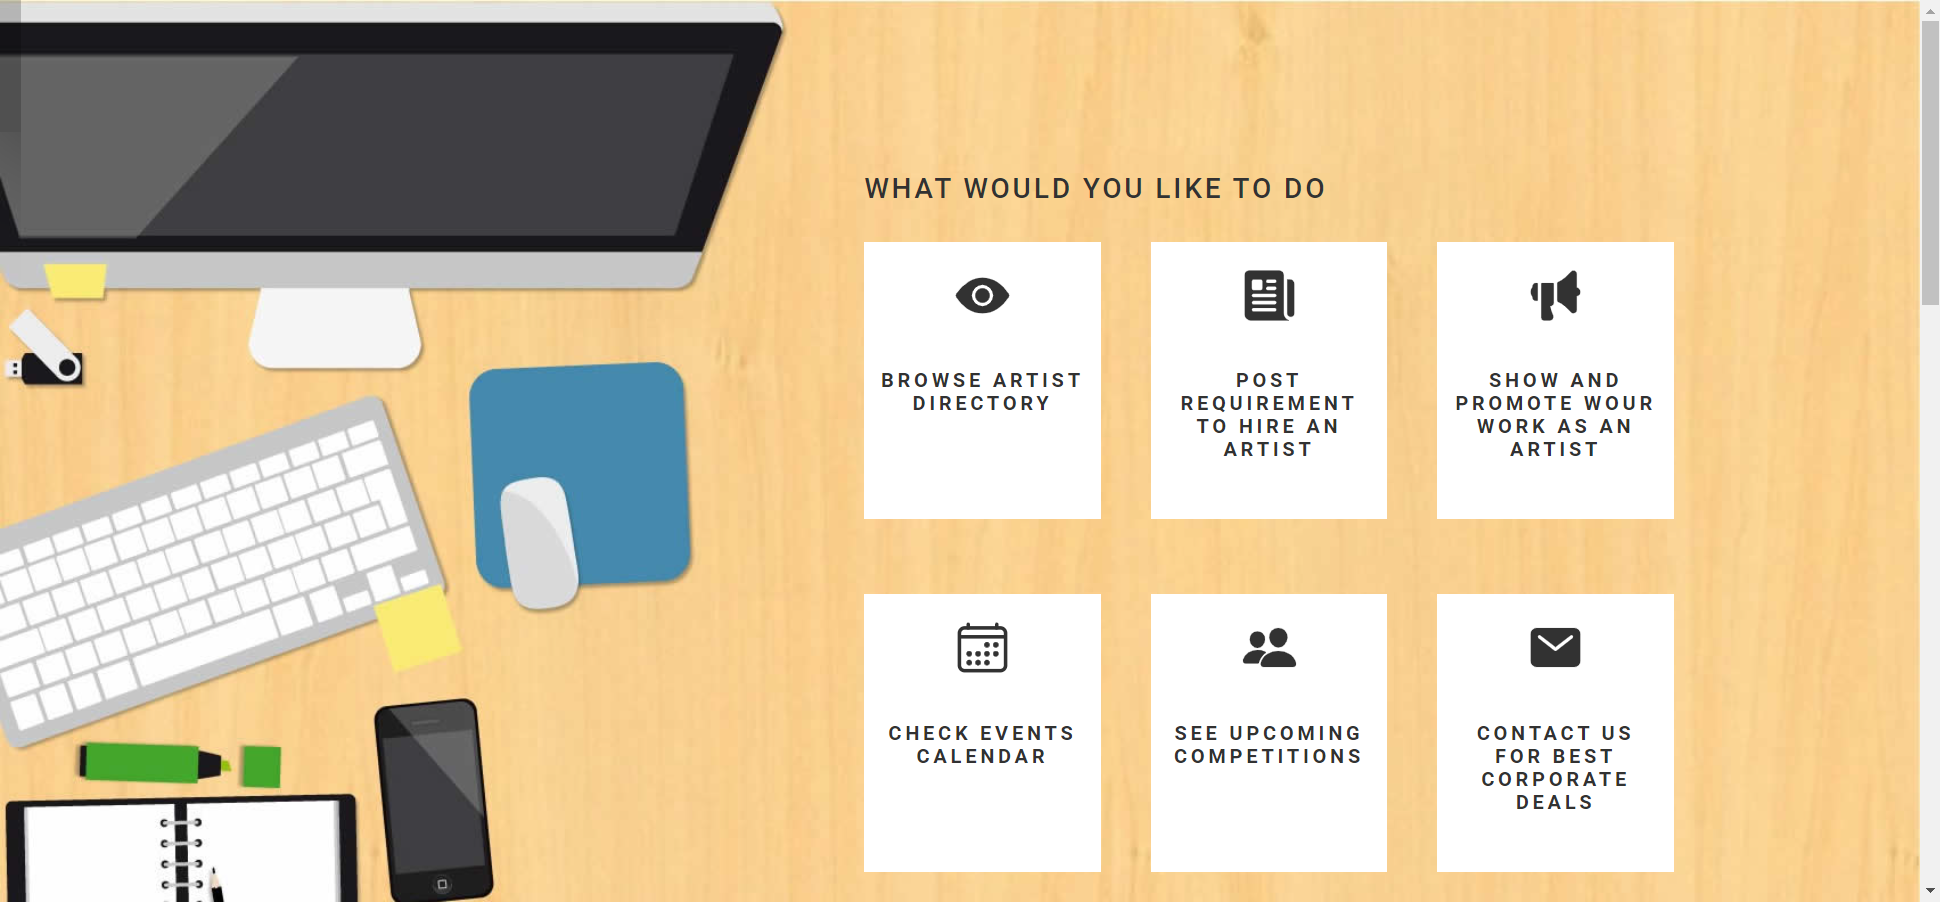 WHAT WOULD YOU LIKE TO DO
BROWSE ARTIST
DIRECTORY
POST
REQUIREMENT
TO HIRE AN
ARTIST
SHOW AND
PROMOTE WOUR
WORK AS AN
ARTIST
CHECK EVENTS
CALENDAR
SEE UPCOMING
COMPETITIONS
CONTACT US
FOR BEST
CORPORATE
DEALS